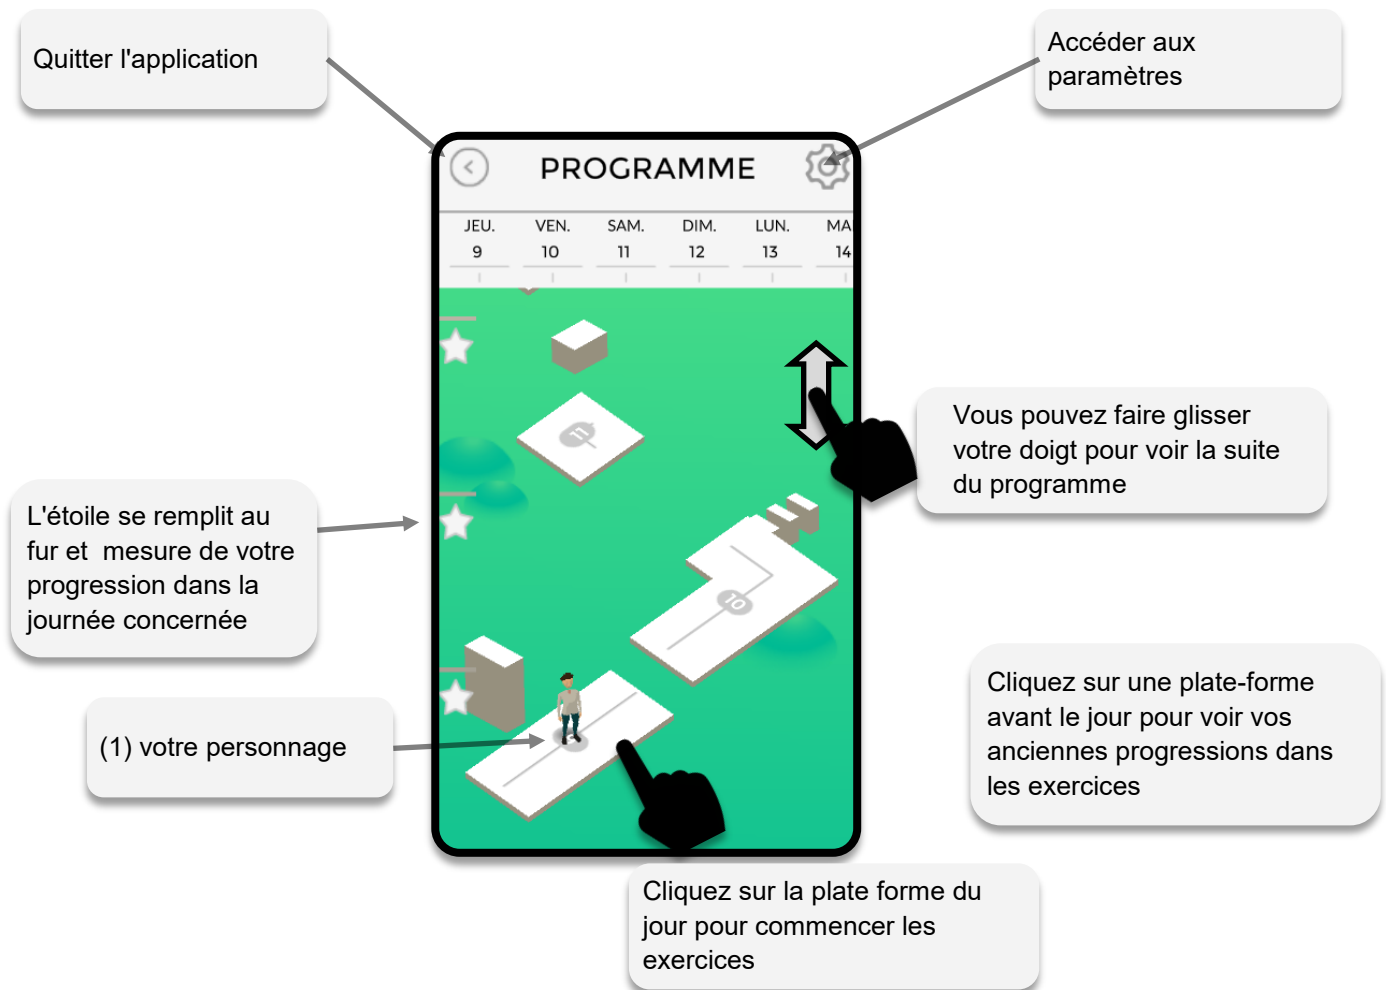 Quitter l'application
Accéder aux
paramètres
PROGRAMME
JEU. VEN. SAM. DIM. LUN. MA
9 10 11 12 13 14
11
Vous pouvez faire glisser
votre doigt pour voir la suite
du programme
L'étoile se remplit au
fur et  mesure de votre
progression dans la
journée concernée
10
Cliquez sur une plate-forme
avant le jour pour voir vos
anciennes progressions dans
les exercices
(1) votre personnage
Cliquez sur la plate forme du
jour pour commencer les
exercices